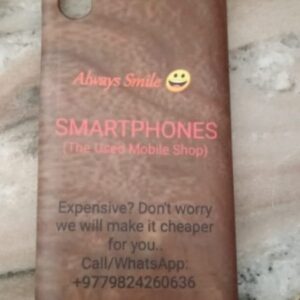 Always Smile 😀
SMARTPHONES
(The Used Mobile Shop)
Expensive? Don't worry
we will make it cheaper
for you..
Call/WhatsApp:
+9779824260636